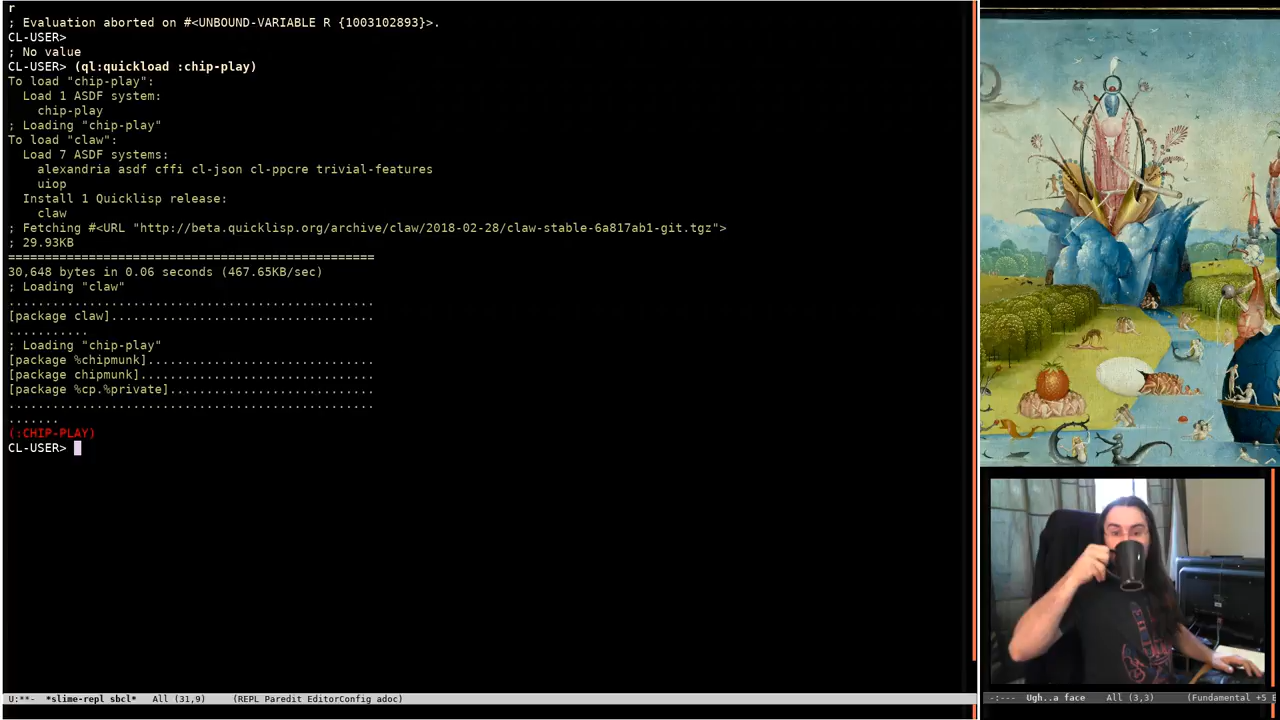 r
; Evaluation aborted on #<UNBOUND-VARIABLE R {1003102893}>.
CL-USER>
; No value
CL-USER> (ql:quickload :chip-play)
To load "chip-play":
  Load 1 ASDF system:
    chip-play
; Loading "chip-play"
To load "claw":
  Load 7 ASDF systems:
    alexandria asdf cffi cl-json cl-ppcre trivial-features
    uiop
  Install 1 Quicklisp release:
    claw
; Fetching #<URL "http://beta.quicklisp.org/archive/claw/2018-02-28/claw-stable-6a817ab1-git.tgz">
; 29.93KB
==================================================
30,648 bytes in 0.06 seconds (467.65KB/sec)
; Loading "claw"
..................................................
[package claw]....................................
...........
; Loading "chip-play"
[package %chipmunk]...............................
[package chipmunk]................................
[package %cp.%private]............................
..................................................
.......
(:CHIP-PLAY)
CL-USER>
U:**-  *slime-repl sbcl*   All (31,9)    (REPL Paredit EditorConfig adoc)
-:---  Ugh..a face   All (3,3)     (Fundamental +5 E